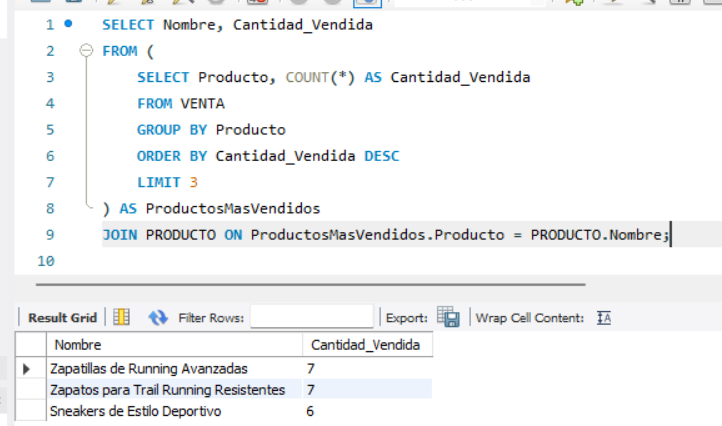 1 SELECT Nombre, Cantidad_Vendida
2 FROM (
3 SELECT Producto, COUNT(*) AS Cantidad_Vendida
4 FROM VENTA
5 GROUP BY Producto
6 ORDER BY Cantidad_Vendida DESC
7 LIMIT 3
8 ) AS ProductosMasVendidos
9 JOIN PRODUCTO ON ProductosMasVendidos.Producto = PRODUCTO.Nombre;
10
Result Grid Filter Rows: Export: Wrap Cell Content: IA
Nombre Cantidad_Vendida
Zapatillas de Running Avanzadas 7
Zapatos para Trail Running Resistentes 7
Sneakers de Estilo Deportivo 6